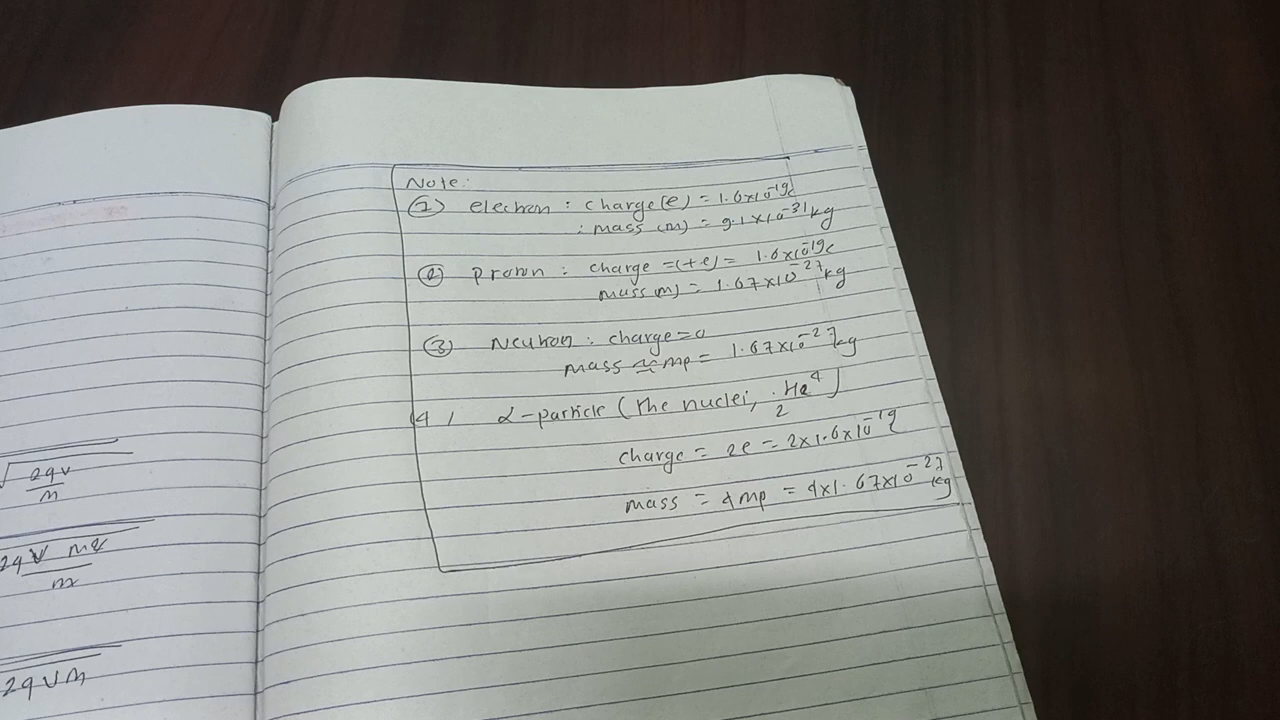 √2qV/m
2qV m2/m
2qVm
Note:
① electron : charge(e) = 1.6×10⁻¹⁹c
: mass (m) = 9.1×10⁻³¹kg
② proton : charge =(+e) = 1.6×10⁻¹⁹c
mass(m) = 1.67×10⁻²⁷kg
③ Neutron : charge=0
mass ≈ mp = 1.67×10⁻²⁷kg
(4) α-particle (the nuclei, ₂He⁴)
charge = 2e = 2×1.6×10⁻¹⁹c
mass = 4mp = 4×1.67×10⁻²⁷kg